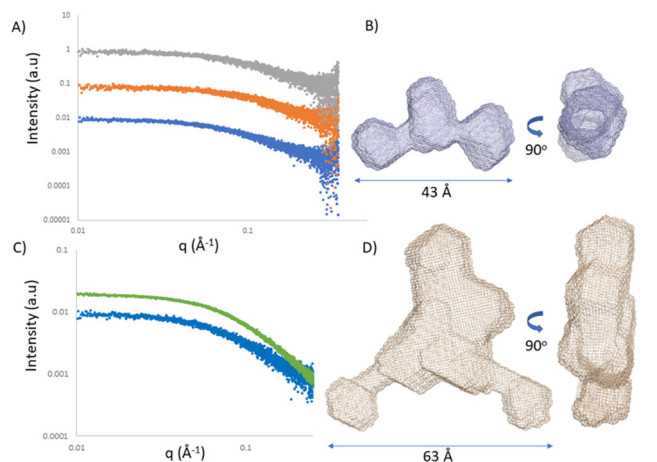 A)
Intensity (a.u)
10
1
0.1
0.01
0.001
0.0001
0.00001
0.01
0.1
q (Å-1)
B)
43 Å
90o
C)
Intensity (a.u)
0.1
0.01
0.001
0.0001
0.01
0.1
q (Å-1)
D)
63 Å
90o